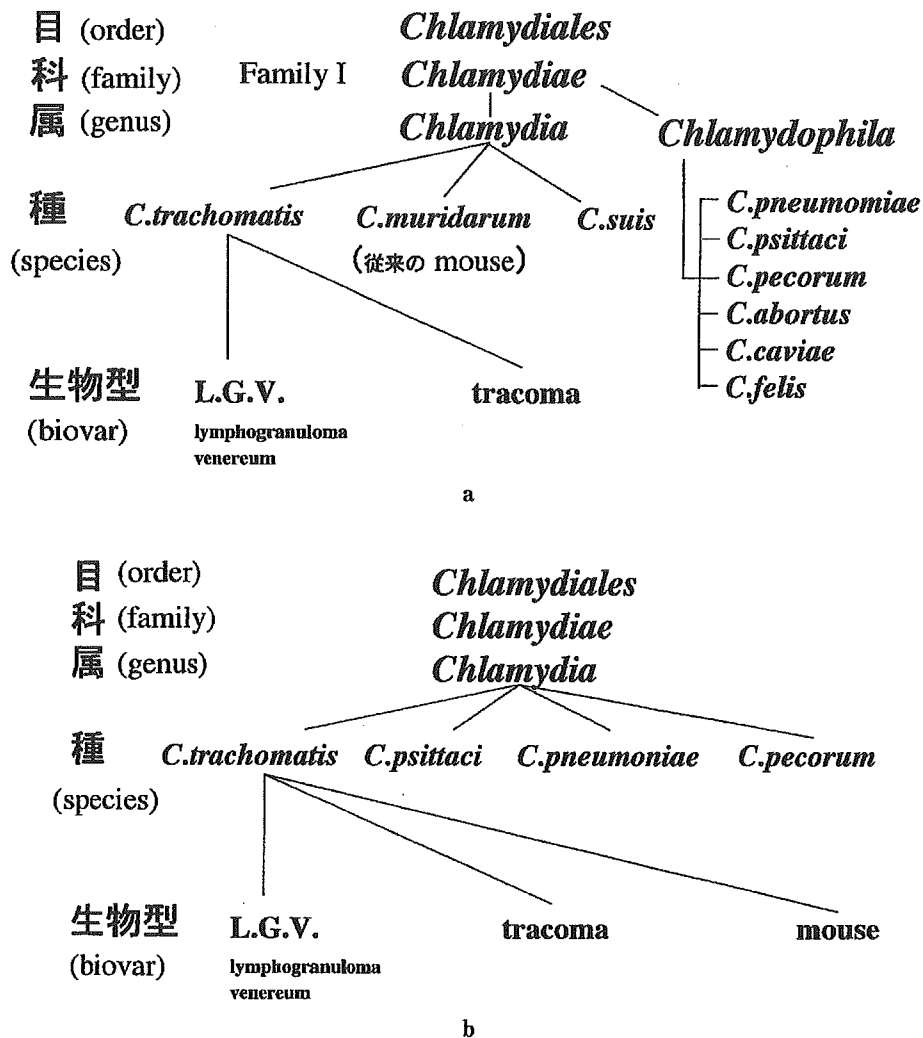 目 (order) Chlamydiales
科 (family) Family I Chlamydiae
属 (genus) Chlamydia Chlamydophila
種 C.trachomatis C.muridarum C.suis
(species) (従来の mouse)
C.pneumomiae
C.psittaci
C.pecorum
C.abortus
C.caviae
C.felis
生物型 L.G.V. tracoma
(biovar) lymphogranuloma
venereum
a
目 (order) Chlamydiales
科 (family) Chlamydiae
属 (genus) Chlamydia
種 C.trachomatis C.psittaci C.pneumoniae C.pecorum
(species)
生物型 L.G.V. tracoma mouse
(biovar) lymphogranuloma
venereum
b